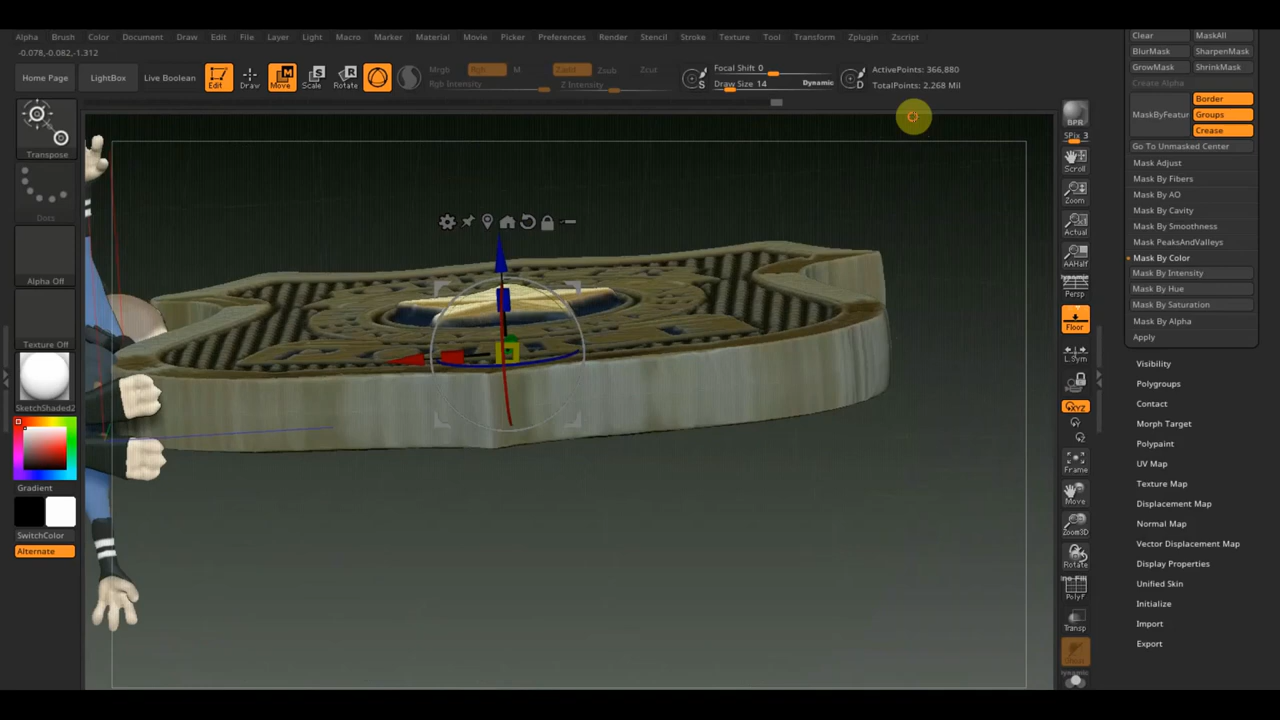 Alpha Brush Color Document Draw Edit File Layer Light Macro Marker Material Movie Picker Preferences Render Stencil Stroke Texture Tool Transform Zplugin Zscript
-0.078,-0.082,-1.312
Home Page
LightBox
Live Boolean
Edit
Draw
Move
Scale
Rotate
Mrgb Rgb M
Rgb Intensity
Zadd Zsub Zcut
Z Intensity
S
Focal Shift 0
Draw Size 14 Dynamic
D
ActivePoints: 366,880
TotalPoints: 2.268 Mil
Transpose
Dots
Alpha Off
Texture Off
SketchShaded2
Gradient
SwitchColor
Alternate
BPR
SPix 3
Scroll
Zoom
Actual
AAHalf
Dynamic
Persp
Floor
L.Sym
XYZ
Y
Z
Frame
Move
Zoom3D
Rotate
PolyF
Transp
Dynamic
Clear MaskAll
BlurMask SharpenMask
GrowMask ShrinkMask
Create Alpha
MaskByFeatur
Border
Groups
Crease
Go To Unmasked Center
Mask Adjust
Mask By Fibers
Mask By AO
Mask By Cavity
Mask By Smoothness
Mask PeaksAndValleys
Mask By Color
Mask By Intensity
Mask By Hue
Mask By Saturation
Mask By Alpha
Apply
Visibility
Polygroups
Contact
Morph Target
Polypaint
UV Map
Texture Map
Displacement Map
Normal Map
Vector Displacement Map
Display Properties
Unified Skin
Initialize
Import
Export